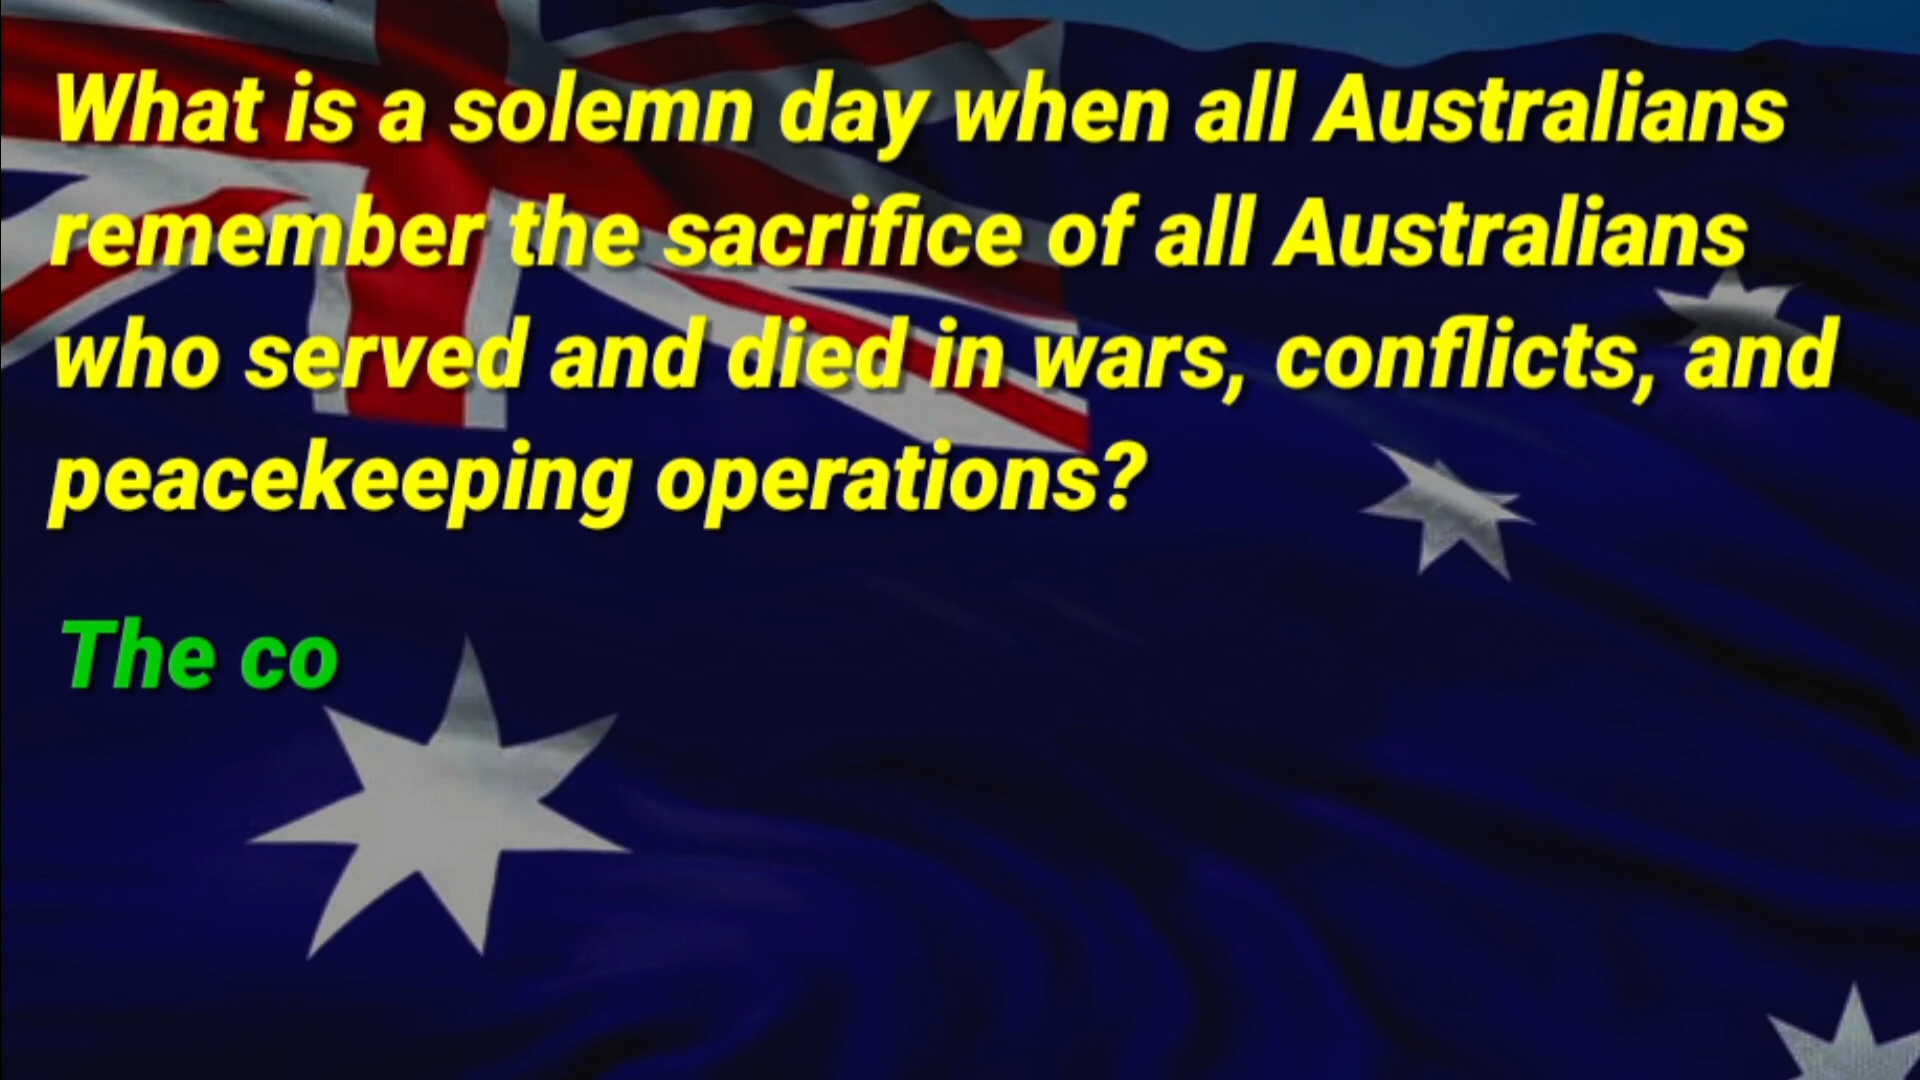 What is a solemn day when all Australians
remember the sacrifice of all Australians
who served and died in wars, conflicts, and
peacekeeping operations?
The co